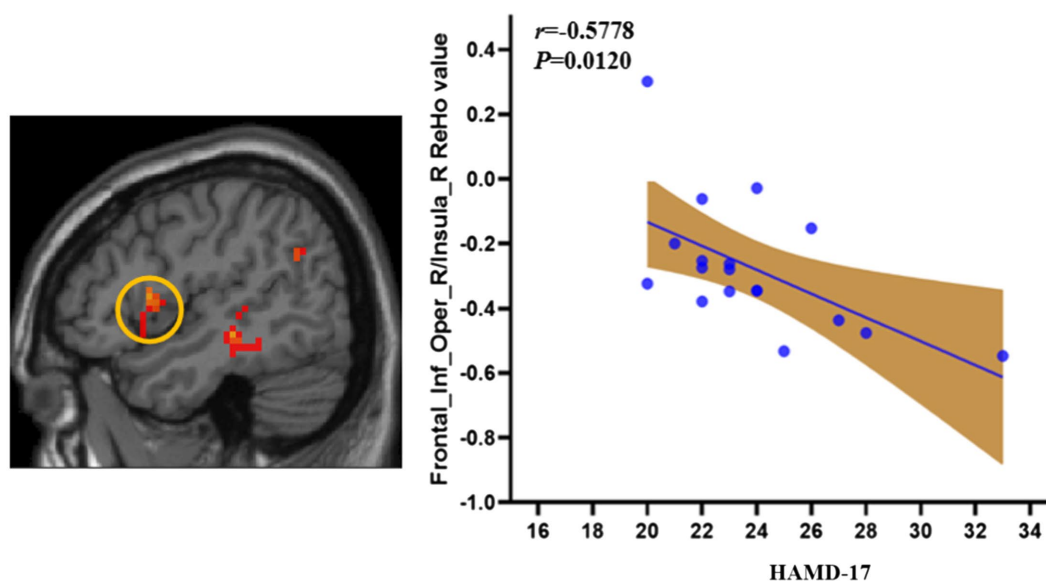 r=-0.5778
P=0.0120
Frontal_Inf_Oper_R/Insula_R ReHo value
0.4
0.2
0.0
-0.2
-0.4
-0.6
-0.8
-1.0
16 18 20 22 24 26 28 30 32 34
HAMD-17